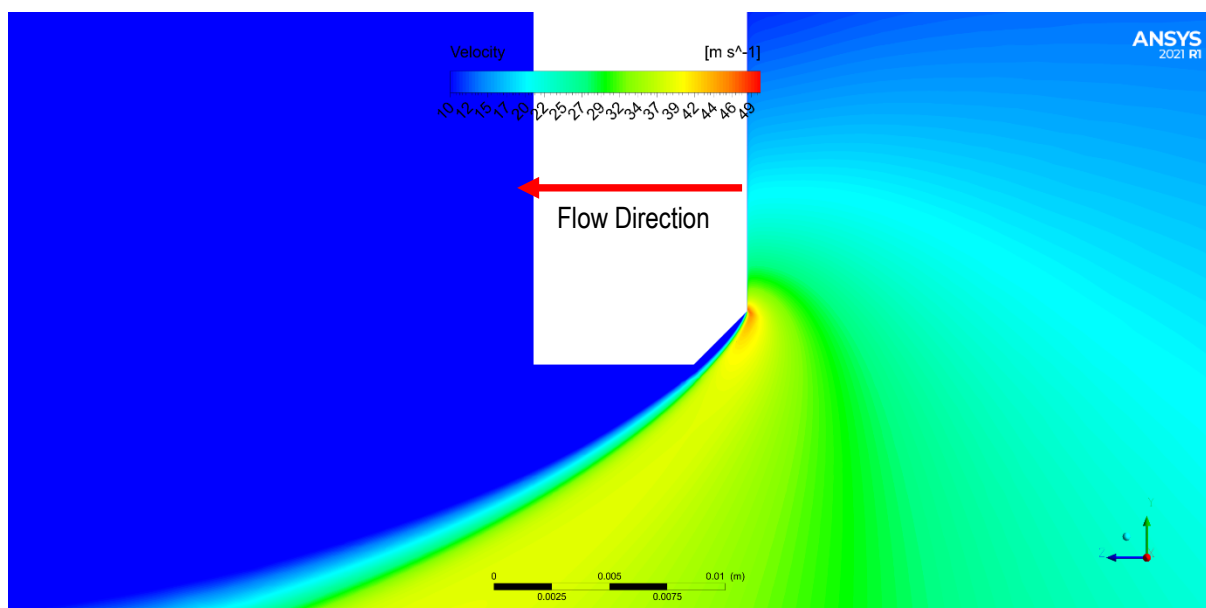 ANSYS
2021 R1
Velocity [m s^-1]
10 12 15 17 20 22 25 27 29 32 34 37 39 42 44 46 49
Flow Direction
Y
Z
0 0.005 0.01 (m)
0.0025 0.0075